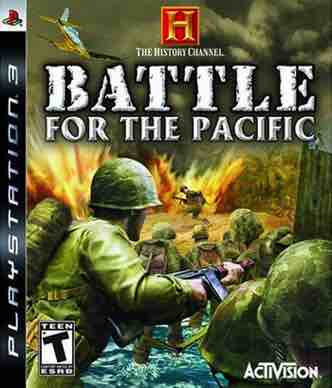 PLAYSTATION 3
H
THE HISTORY CHANNEL.
BATTLE
FOR THE PACIFIC
TEEN
T
ESRB
ACTIVISION